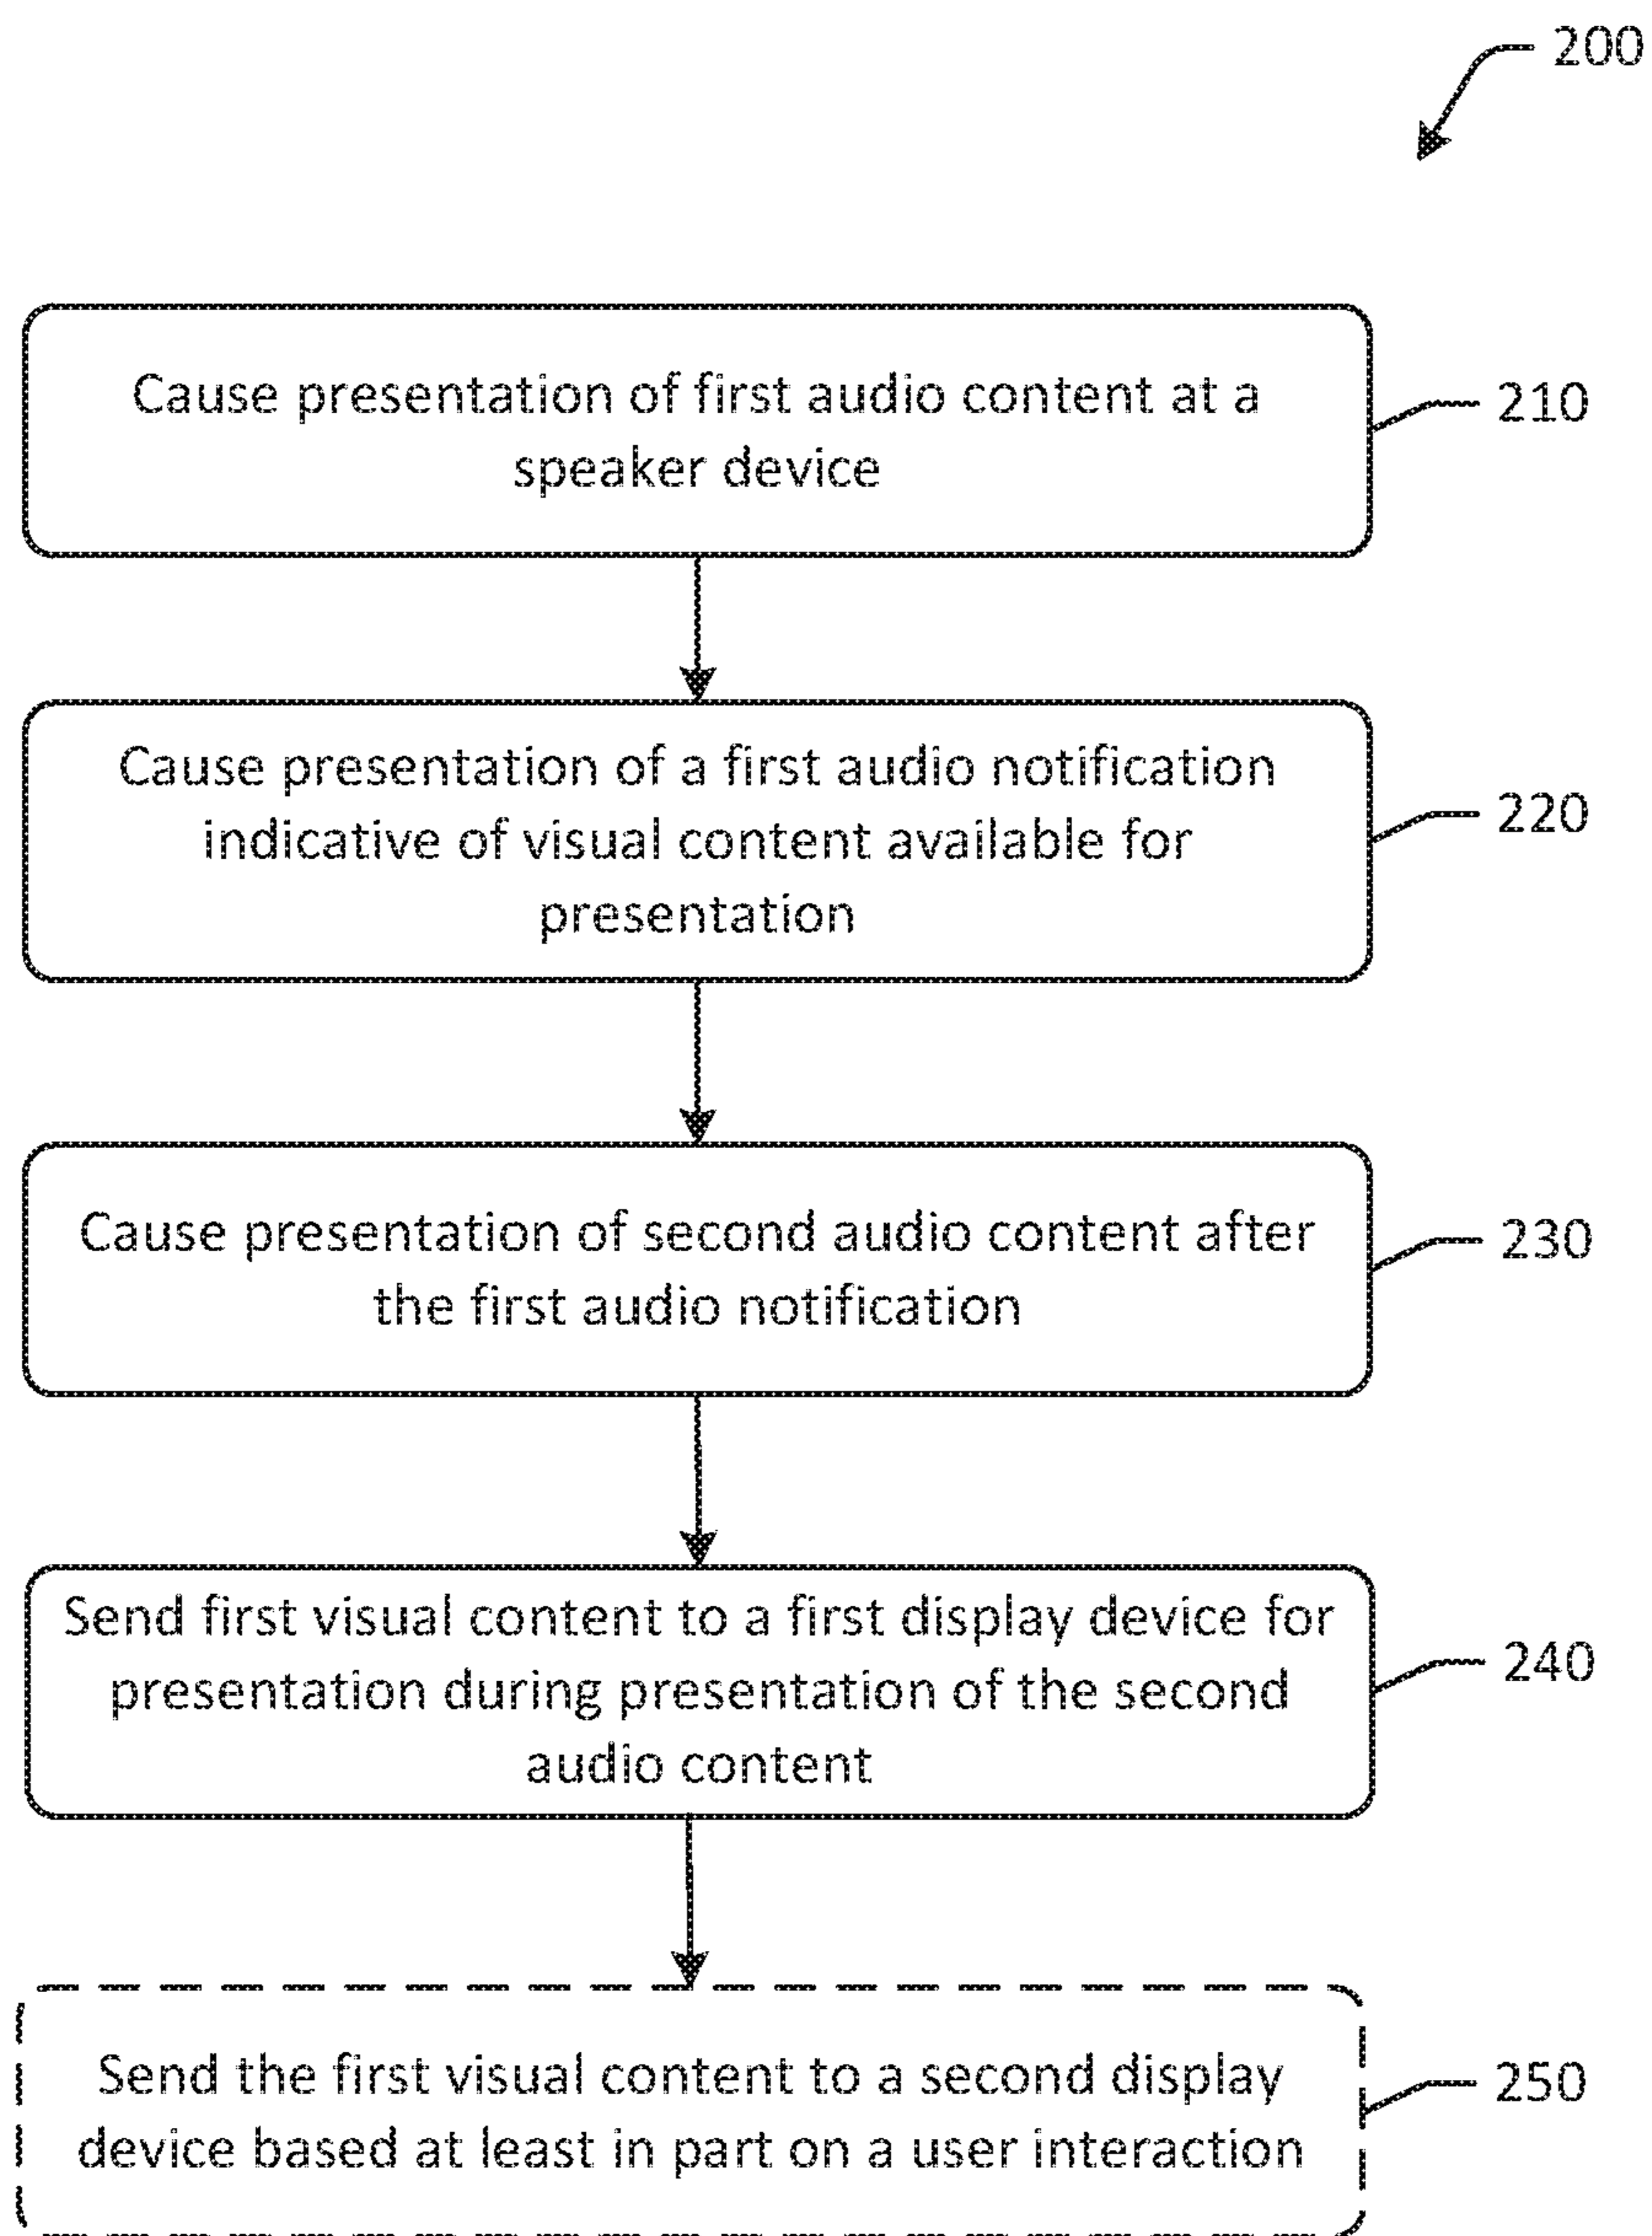 200
Cause presentation of first audio content at a
speaker device
210
Cause presentation of a first audio notification
indicative of visual content available for
presentation
220
Cause presentation of second audio content after
the first audio notification
230
Send first visual content to a first display device for
presentation during presentation of the second
audio content
240
Send the first visual content to a second display
device based at least in part on a user interaction
250